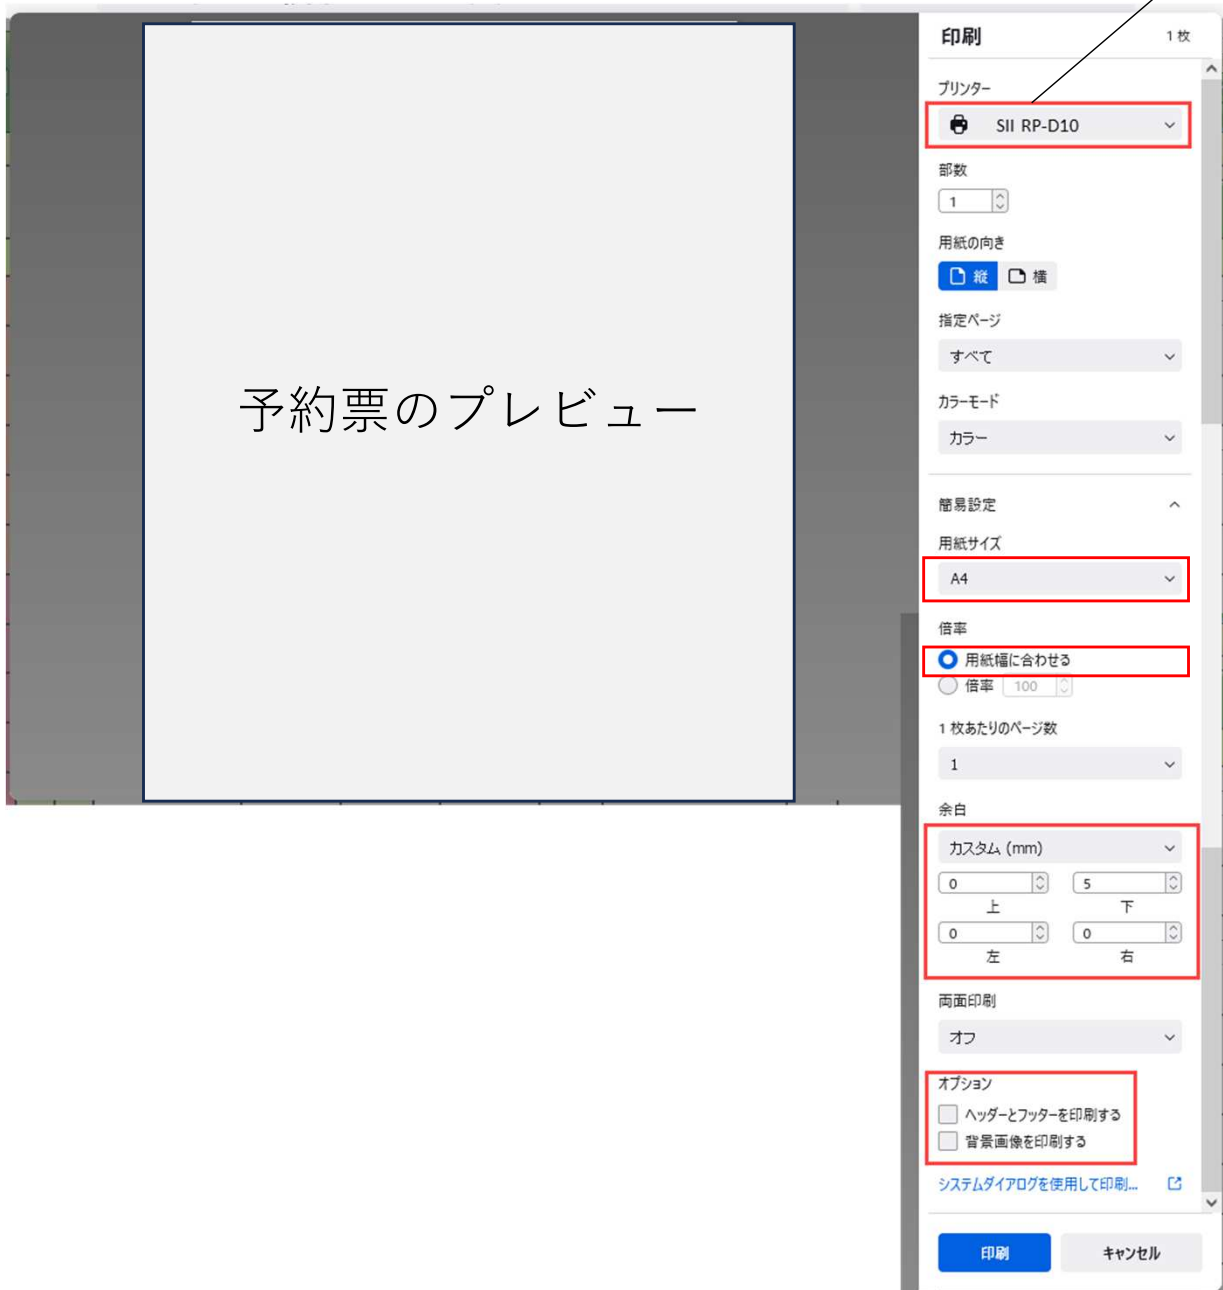 印刷
1 枚
プリンター
SII RP-D10
部数
1
用紙の向き
縦 横
指定ページ
すべて
カラーモード
カラー
予約票のプレビュー
簡易設定
用紙サイズ
A4
倍率
用紙幅に合わせる
倍率 100
1 枚あたりのページ数
1
余白
カスタム (mm)
0 5
上 下
0 0
左 右
両面印刷
オフ
オプション
ヘッダーとフッターを印刷する
背景画像を印刷する
システムダイアログを使用して印刷...
印刷 キャンセル